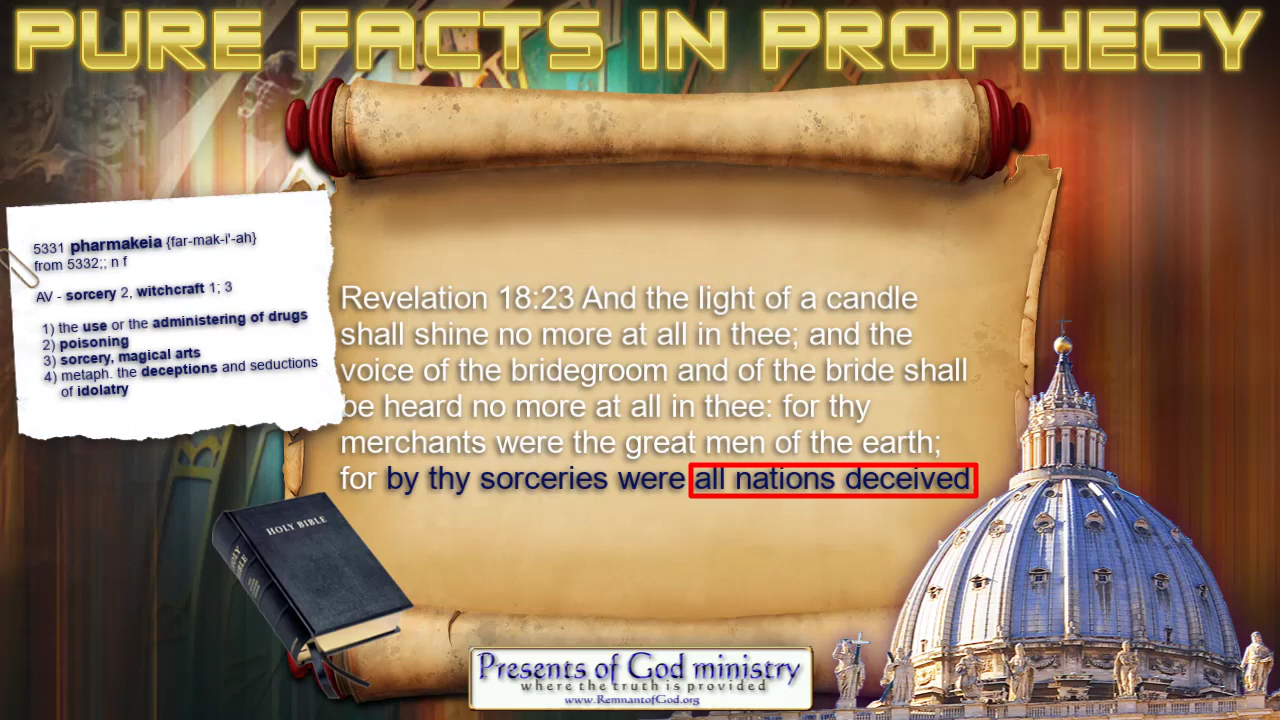 PURE FACTS IN PROPHECY
5331 pharmakeia {far-mak-i'-ah}
from 5332;; n f
AV - sorcery 2, witchcraft 1; 3
1) the use or the administering of drugs
2) poisoning
3) sorcery, magical arts
4) metaph. the deceptions and seductions
of idolatry
Revelation 18:23 And the light of a candle
shall shine no more at all in thee; and the
voice of the bridegroom and of the bride shall
be heard no more at all in thee: for thy
merchants were the great men of the earth;
for by thy sorceries were all nations deceived
HOLY BIBLE
HOLY
BIBLE
Presents of God ministry
where the truth is provided
www.RemnantofGod.org